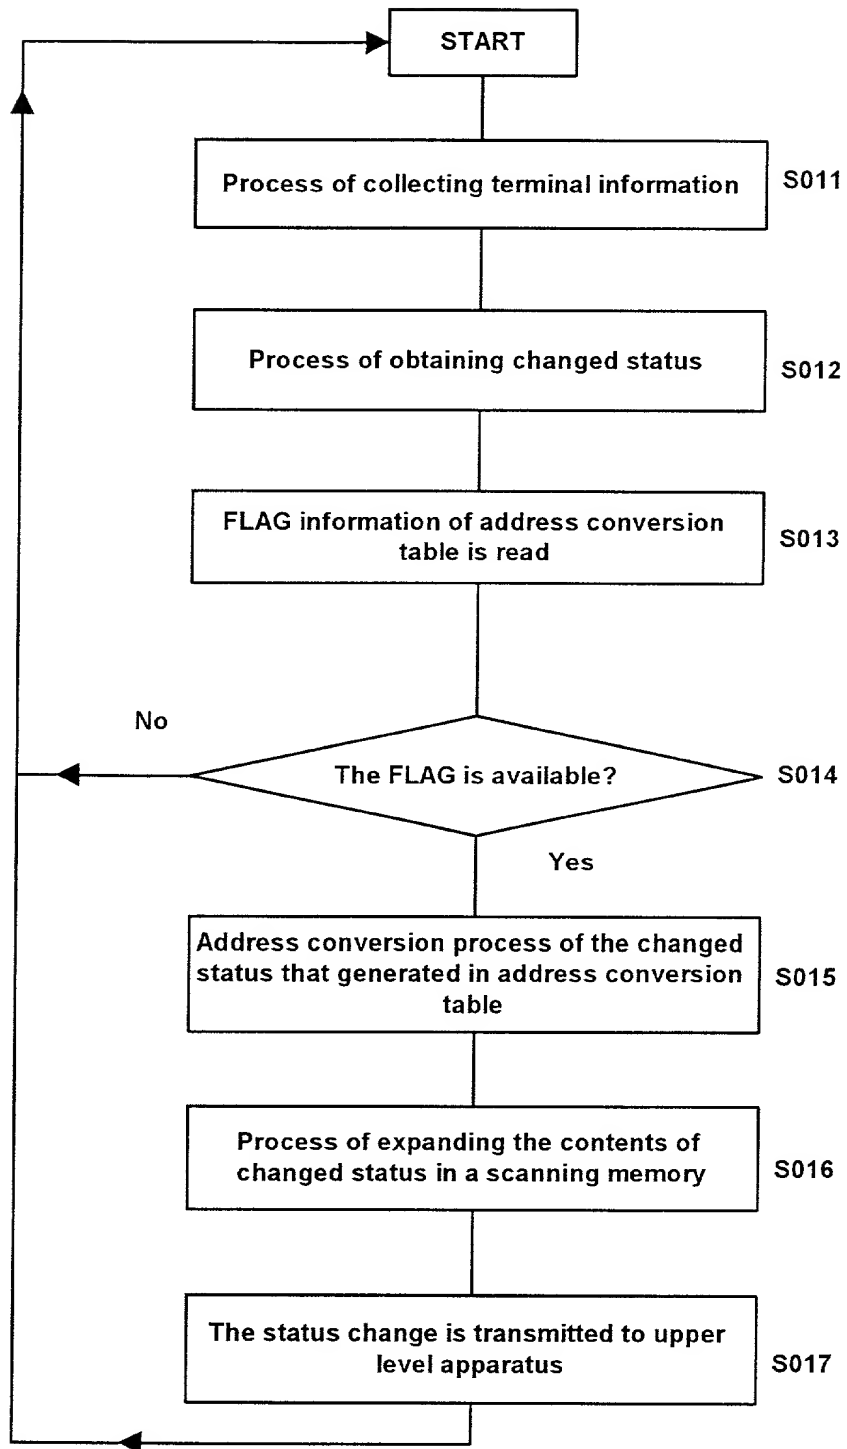 START
Process of collecting terminal information
S011
Process of obtaining changed status
S012
FLAG information of address conversion
table is read
S013
No
The FLAG is available?
S014
Yes
Address conversion process of the changed
status that generated in address conversion
table
S015
Process of expanding the contents of
changed status in a scanning memory
S016
The status change is transmitted to upper
level apparatus
S017